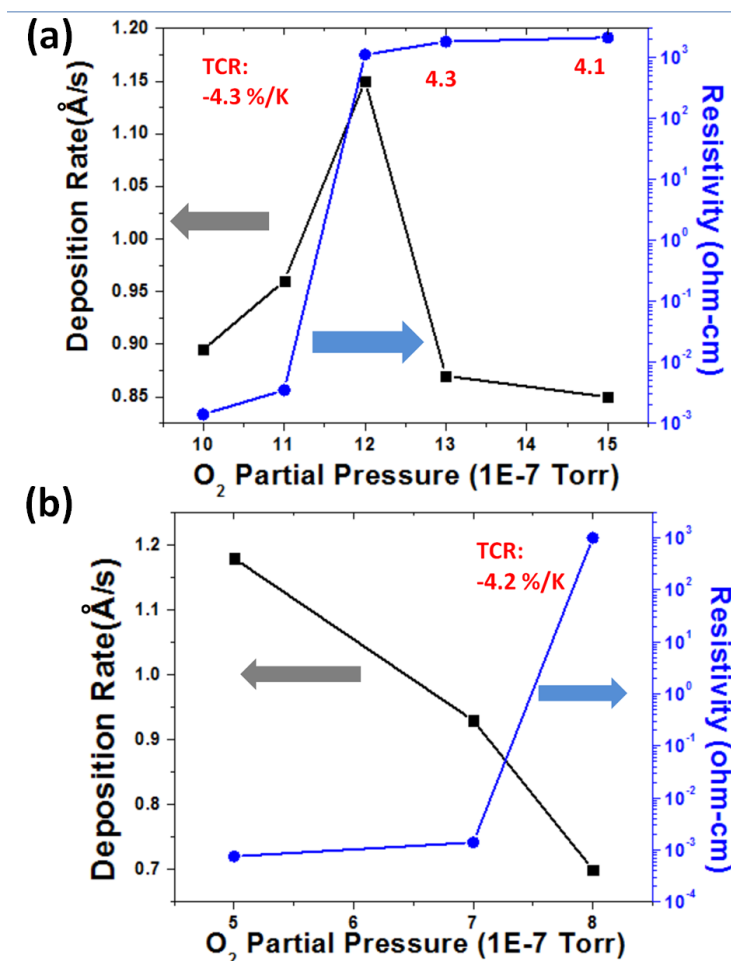 (a)
1.20
1.15
1.10
1.05
1.00
0.95
0.90
0.85
Deposition Rate(Å/s)
TCR:
-4.3 %/K
4.3
4.1
10³
10²
10¹
10⁰
10⁻¹
10⁻²
10⁻³
Resistivity (ohm-cm)
10 11 12 13 14 15
O₂ Partial Pressure (1E-7 Torr)
(b)
1.2
1.1
1.0
0.9
0.8
0.7
Deposition Rate(Å/s)
TCR:
-4.2 %/K
10³
10²
10¹
10⁰
10⁻¹
10⁻²
10⁻³
10⁻⁴
Resistivity (ohm-cm)
5 6 7 8
O₂ Partial Pressure (1E-7 Torr)